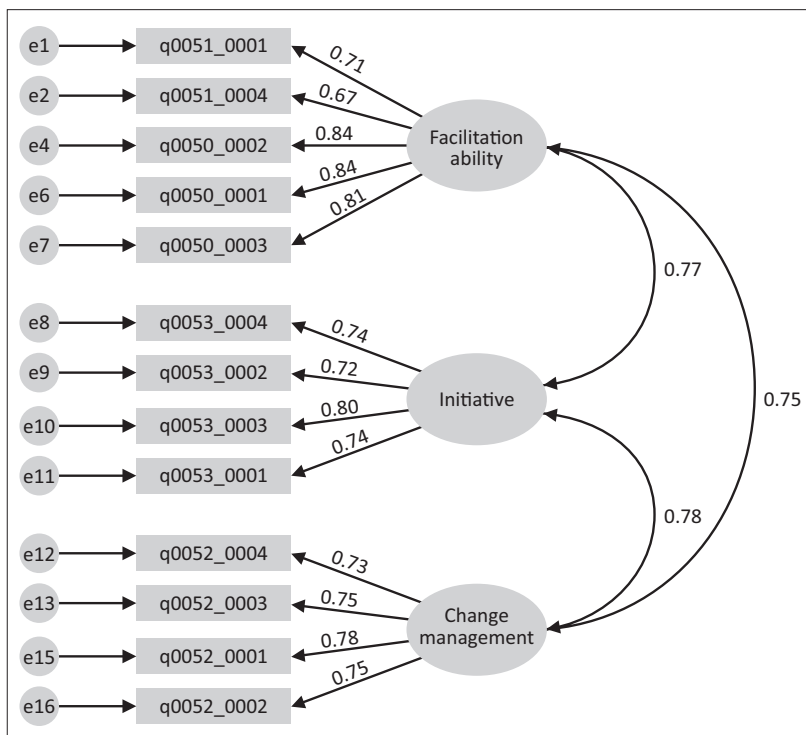 e1 q0051_0001
0.71
e2 q0051_0004
0.67
e4 q0050_0002
0.84
Facilitation
ability
e6 q0050_0001
0.84
e7 q0050_0003
0.81
0.77
e8 q0053_0004
0.74
e9 q0053_0002
0.72
Initiative
0.75
e10 q0053_0003
0.80
e11 q0053_0001
0.74
0.78
e12 q0052_0004
0.73
e13 q0052_0003
0.75
Change
management
e15 q0052_0001
0.78
e16 q0052_0002
0.75